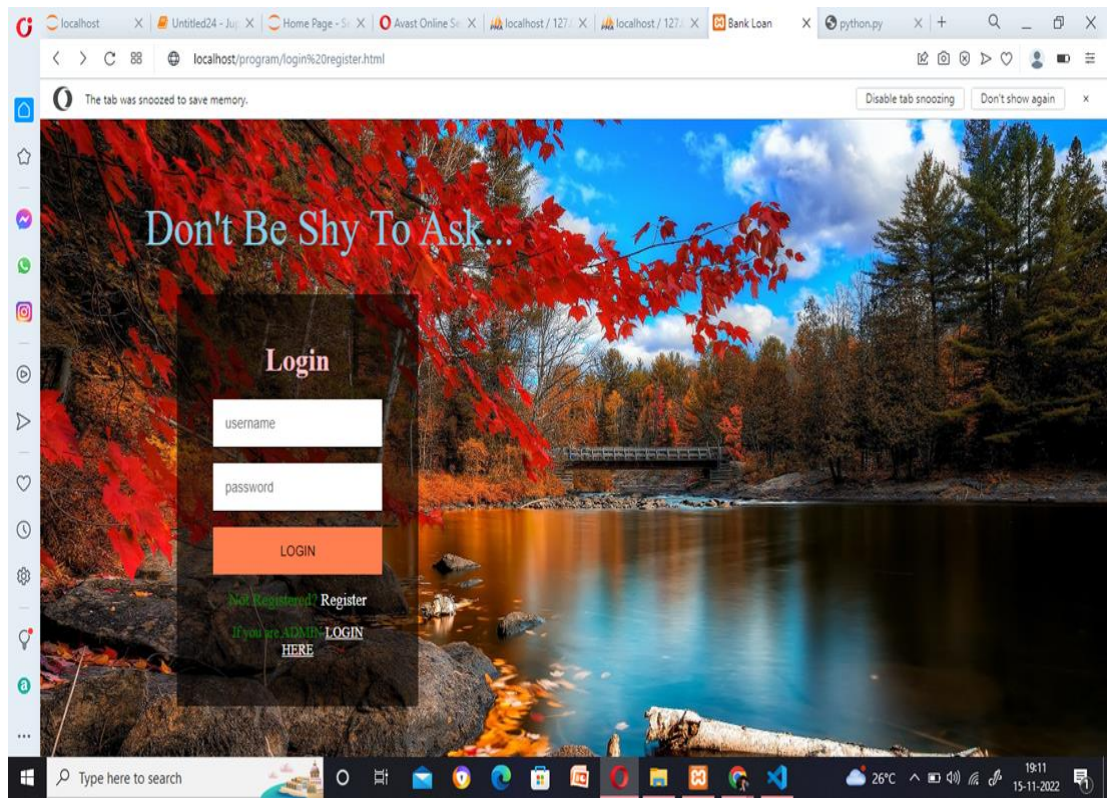 localhost
Untitled24 - Jup
Home Page - S
Avast Online Se
localhost / 127.
localhost / 127.
Bank Loan
python.py
localhost/program/login%20register.html
The tab was snoozed to save memory.
Disable tab snoozing
Don't show again
Don't Be Shy To Ask...
Login
username
password
LOGIN
Not Registered? Register
If you are ADMIN LOGIN
HERE
Type here to search
26°C
19:11
15-11-2022